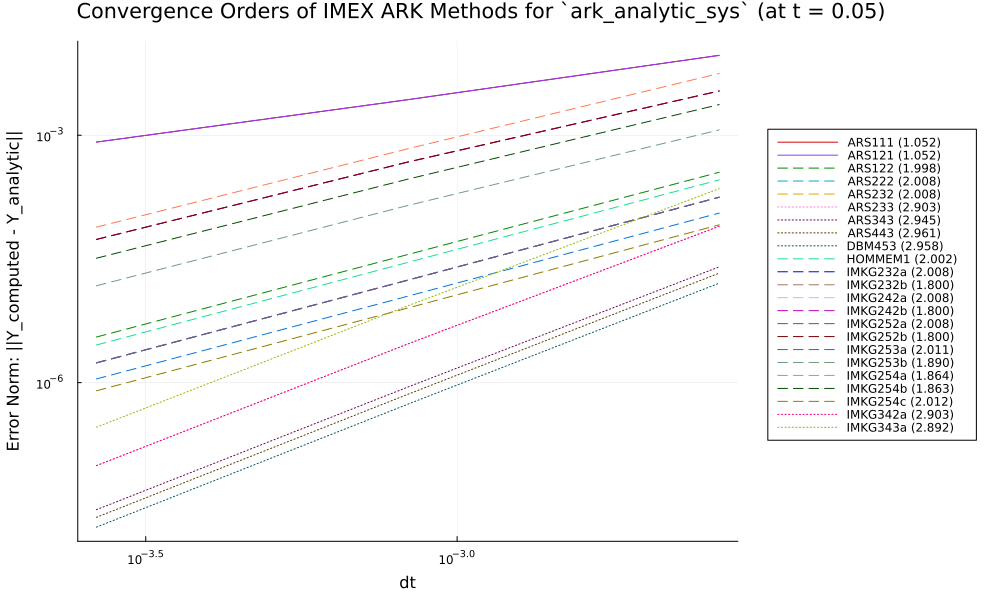 Convergence Orders of IMEX ARK Methods for `ark_analytic_sys` (at t = 0.05)
Error Norm: ||Y_computed - Y_analytic||
10⁻³
10⁻⁶
10⁻³·⁵
10⁻³·⁰
dt
ARS111 (1.052)
ARS121 (1.052)
ARS122 (1.998)
ARS222 (2.008)
ARS232 (2.008)
ARS233 (2.903)
ARS343 (2.945)
ARS443 (2.961)
DBM453 (2.958)
HOMMEM1 (2.002)
IMKG232a (2.008)
IMKG232b (1.800)
IMKG242a (2.008)
IMKG242b (1.800)
IMKG252a (2.008)
IMKG252b (1.800)
IMKG253a (2.011)
IMKG253b (1.890)
IMKG254a (1.864)
IMKG254b (1.863)
IMKG254c (2.012)
IMKG342a (2.903)
IMKG343a (2.892)